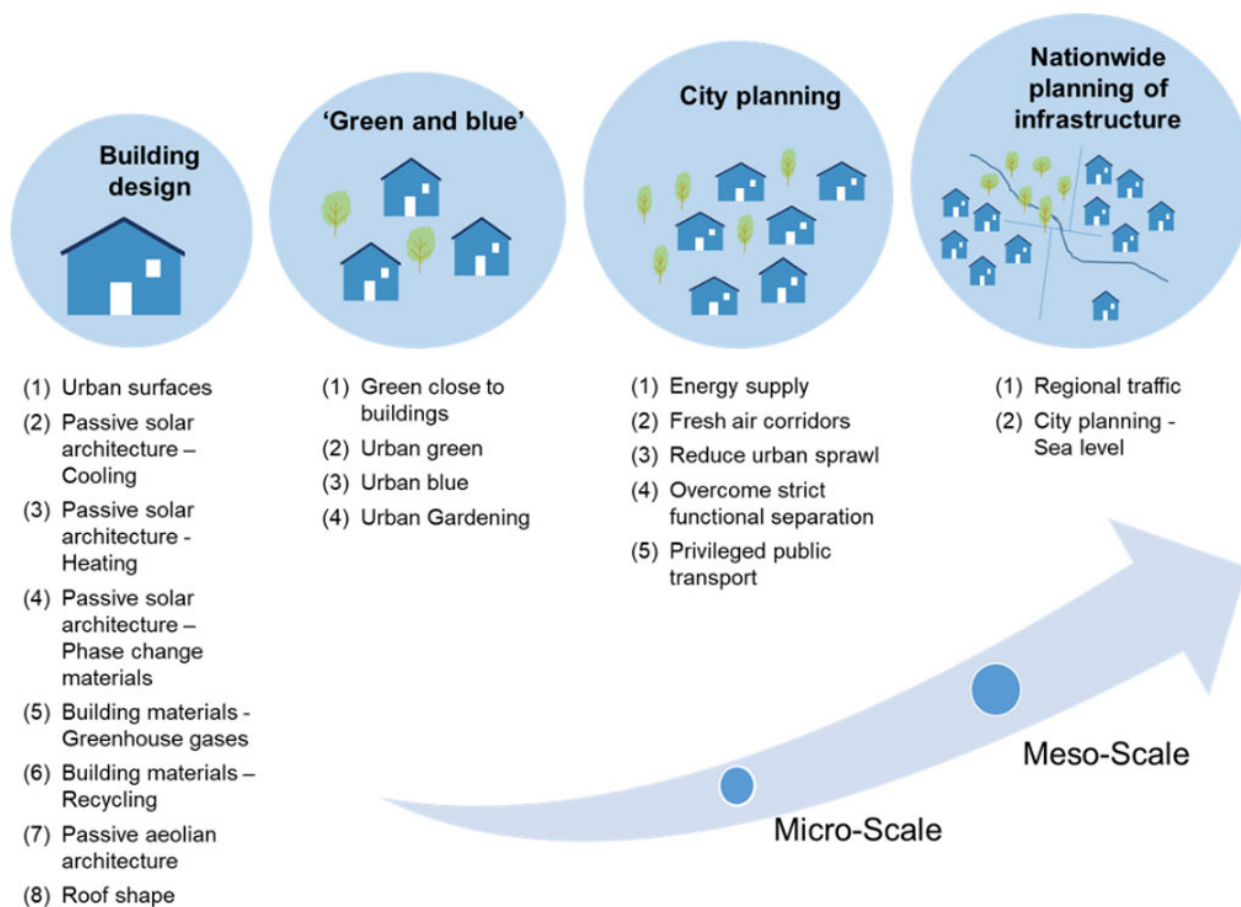 Building
design
(1) Urban surfaces
(2) Passive solar
architecture –
Cooling
(3) Passive solar
architecture -
Heating
(4) Passive solar
architecture –
Phase change
materials
(5) Building materials -
Greenhouse gases
(6) Building materials –
Recycling
(7) Passive aeolian
architecture
(8) Roof shape
‘Green and blue’
(1) Green close to
buildings
(2) Urban green
(3) Urban blue
(4) Urban Gardening
City planning
(1) Energy supply
(2) Fresh air corridors
(3) Reduce urban sprawl
(4) Overcome strict
functional separation
(5) Privileged public
transport
Nationwide
planning of
infrastructure
(1) Regional traffic
(2) City planning -
Sea level
Micro-Scale
Meso-Scale